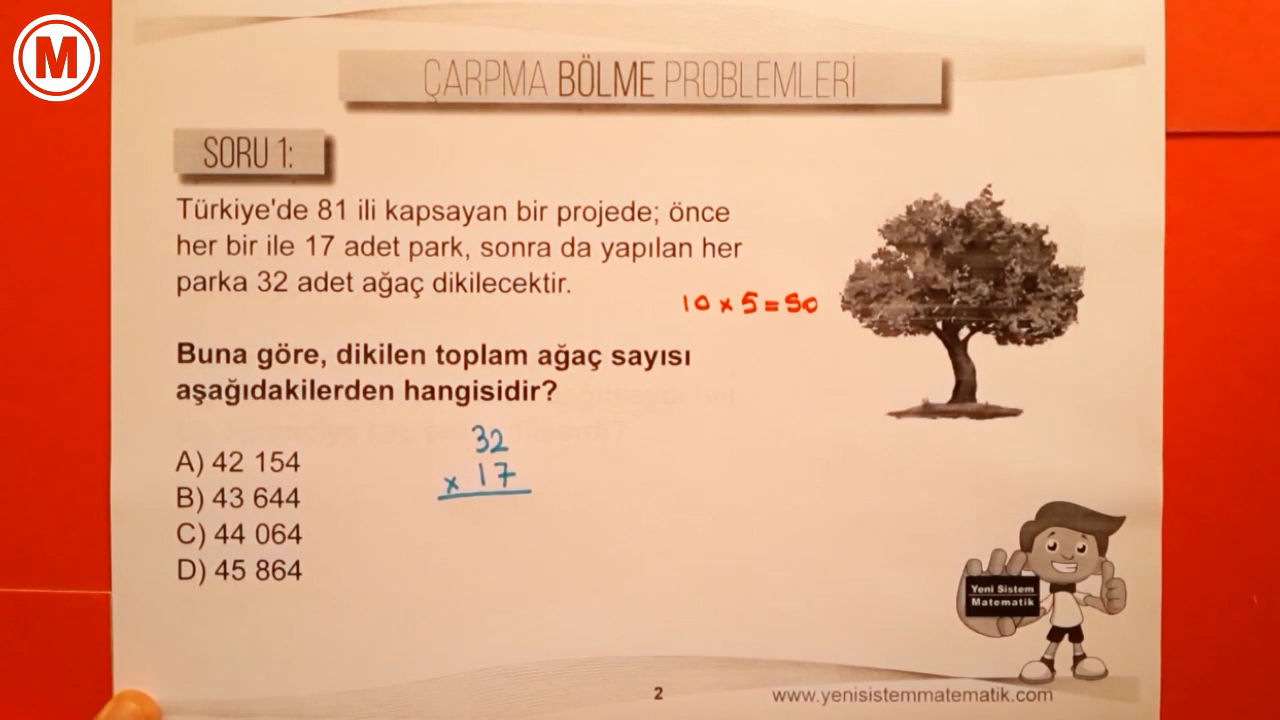 M
ÇARPMA BÖLME PROBLEMLERİ
SORU 1:
Türkiye'de 81 ili kapsayan bir projede; önce
her bir ile 17 adet park, sonra da yapılan her
parka 32 adet ağaç dikilecektir.
10 x 5 = 50
Buna göre, dikilen toplam ağaç sayısı
aşağıdakilerden hangisidir?
32
x 17
A) 42 154
B) 43 644
C) 44 064
D) 45 864
Yeni Sistem
Matematik
2
www.yenisistemmatematik.com